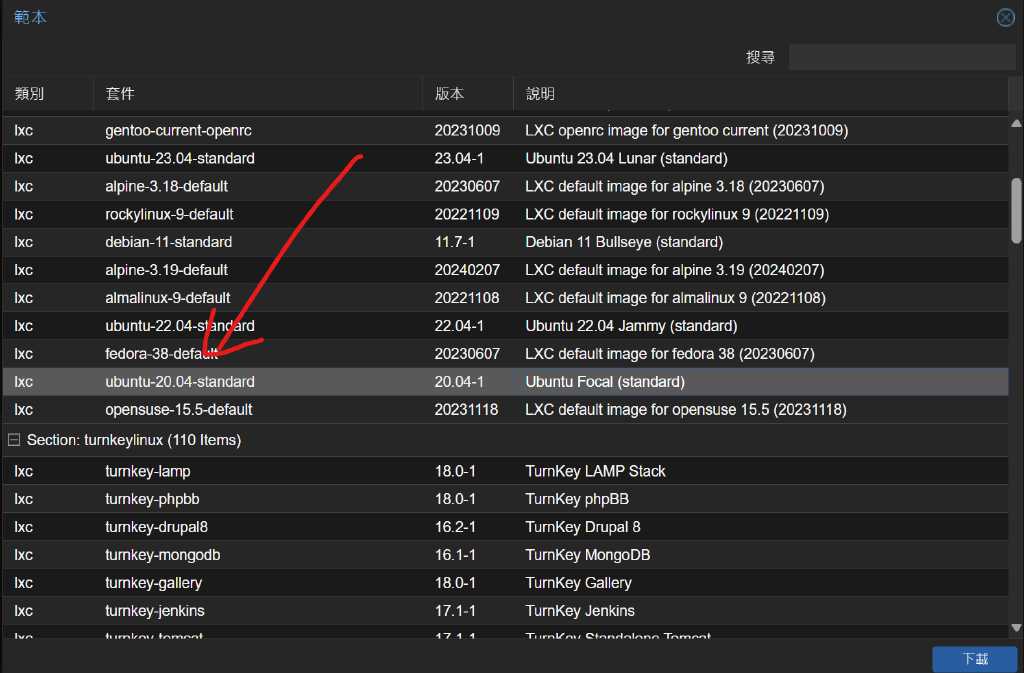 範本
搜尋
類別 套件 版本 說明
lxc gentoo-current-openrc 20231009 LXC openrc image for gentoo current (20231009)
lxc ubuntu-23.04-standard 23.04-1 Ubuntu 23.04 Lunar (standard)
lxc alpine-3.18-default 20230607 LXC default image for alpine 3.18 (20230607)
lxc rockylinux-9-default 20221109 LXC default image for rockylinux 9 (20221109)
lxc debian-11-standard 11.7-1 Debian 11 Bullseye (standard)
lxc alpine-3.19-default 20240207 LXC default image for alpine 3.19 (20240207)
lxc almalinux-9-default 20221108 LXC default image for almalinux 9 (20221108)
lxc ubuntu-22.04-standard 22.04-1 Ubuntu 22.04 Jammy (standard)
lxc fedora-38-default 20230607 LXC default image for fedora 38 (20230607)
lxc ubuntu-20.04-standard 20.04-1 Ubuntu Focal (standard)
lxc opensuse-15.5-default 20231118 LXC default image for opensuse 15.5 (20231118)
Section: turnkeylinux (110 Items)
lxc turnkey-lamp 18.0-1 TurnKey LAMP Stack
lxc turnkey-phpbb 18.0-1 TurnKey phpBB
lxc turnkey-drupal8 16.2-1 TurnKey Drupal 8
lxc turnkey-mongodb 16.1-1 TurnKey MongoDB
lxc turnkey-gallery 18.0-1 TurnKey Gallery
lxc turnkey-jenkins 17.1-1 TurnKey Jenkins
lxc turnkey-tomcat 17.1-1 TurnKey Standalone Tomcat
下載